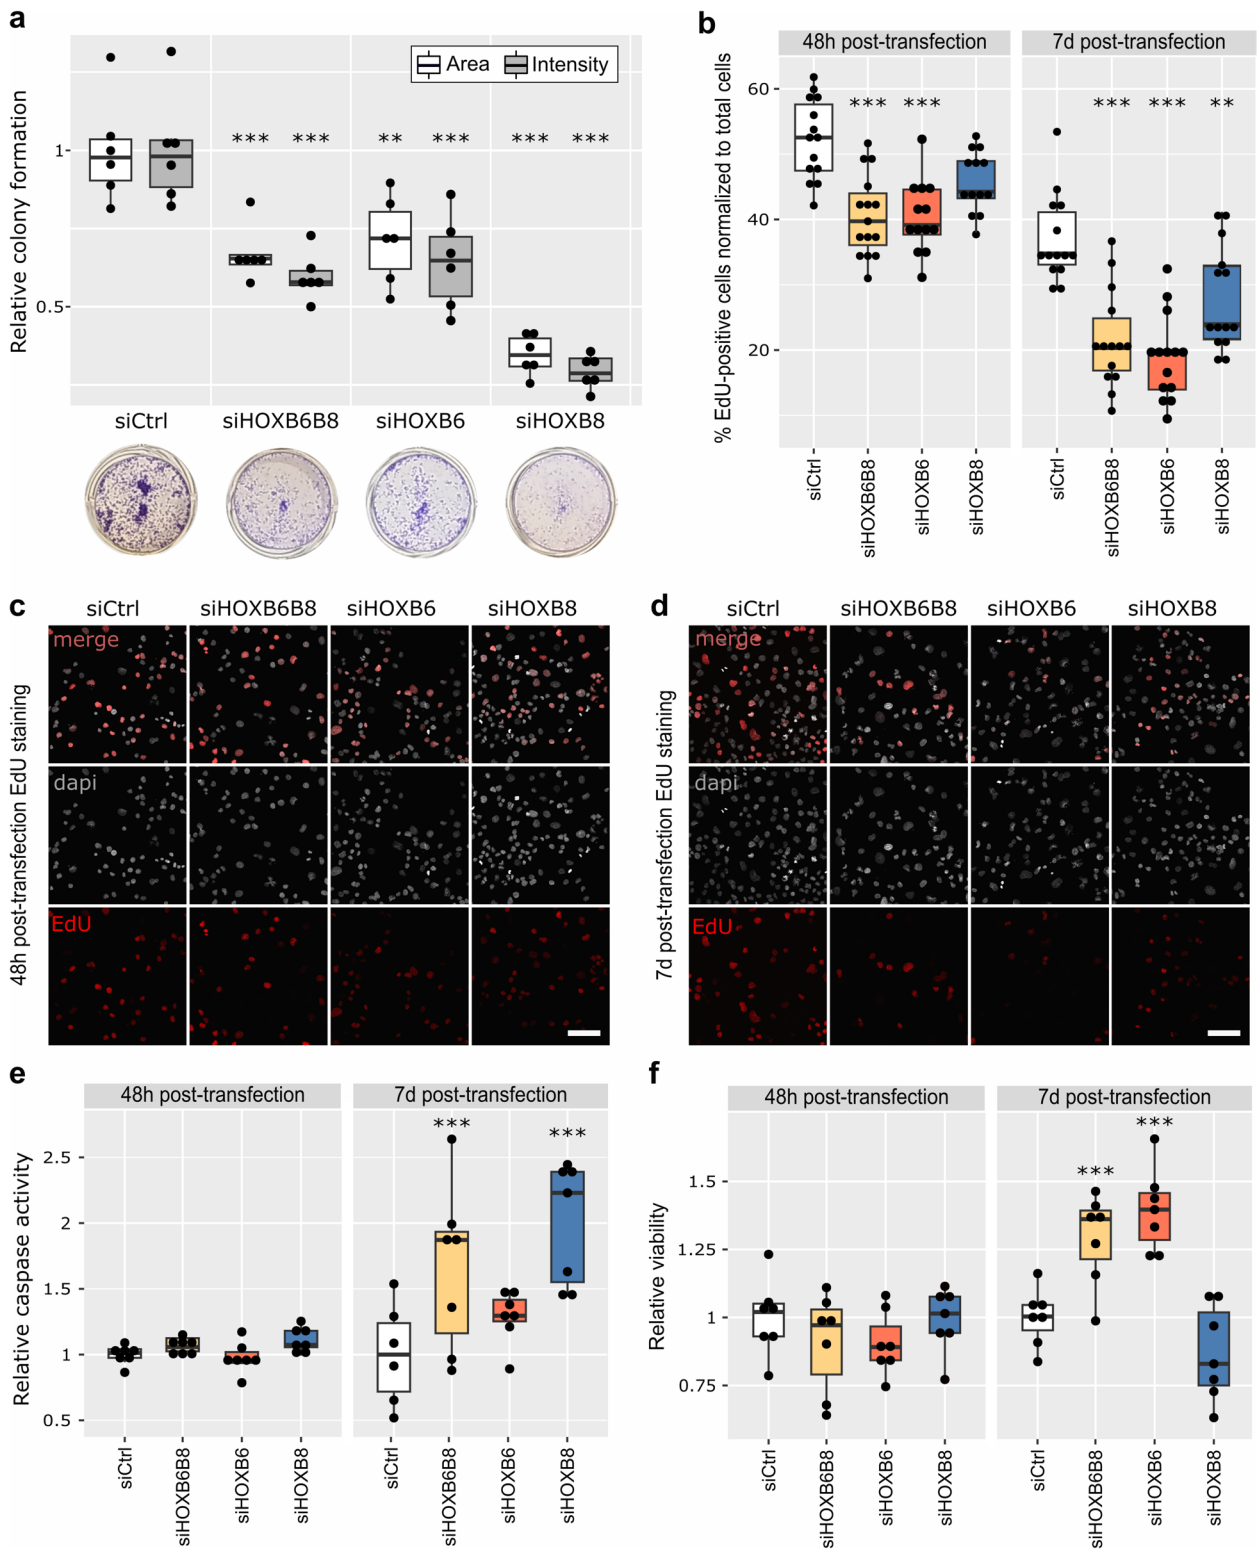 a
Relative colony formation
1
0.5
Area Intensity
*** *** ** *** *** ***
siCtrl siHOXB6B8 siHOXB6 siHOXB8
b
% EdU-positive cells normalized to total cells
60
40
20
48h post-transfection 7d post-transfection
*** *** *** *** **
siCtrl siHOXB6B8 siHOXB6 siHOXB8 siCtrl siHOXB6B8 siHOXB6 siHOXB8
c
siCtrl siHOXB6B8 siHOXB6 siHOXB8
48h post-transfection EdU staining
merge
dapi
EdU
d
siCtrl siHOXB6B8 siHOXB6 siHOXB8
7d post-transfection EdU staining
merge
dapi
EdU
e
48h post-transfection 7d post-transfection
Relative caspase activity
2.5
2
1.5
1
0.5
*** ***
siCtrl siHOXB6B8 siHOXB6 siHOXB8 siCtrl siHOXB6B8 siHOXB6 siHOXB8
f
48h post-transfection 7d post-transfection
Relative viability
1.5
1.25
1
0.75
*** ***
siCtrl siHOXB6B8 siHOXB6 siHOXB8 siCtrl siHOXB6B8 siHOXB6 siHOXB8